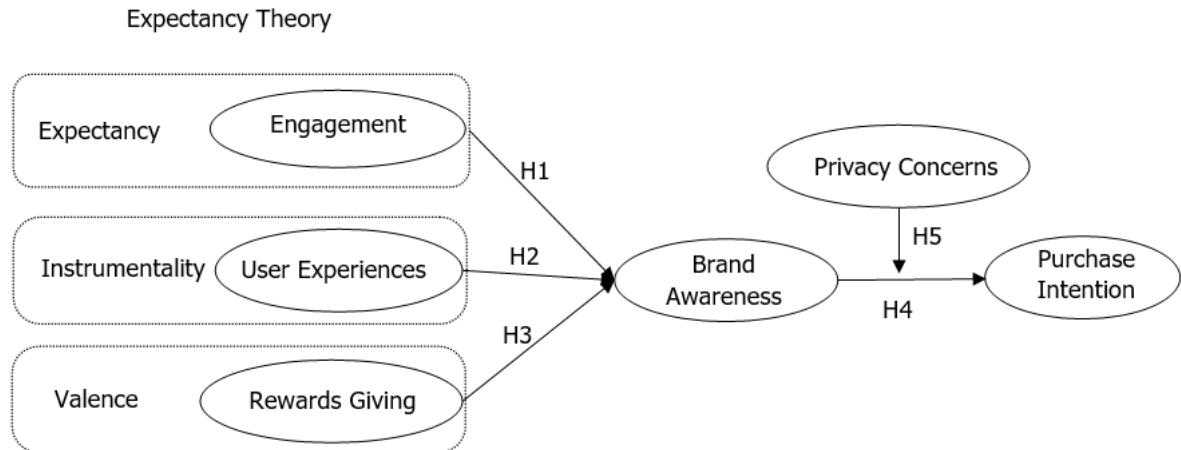 Expectancy Theory
Expectancy
Engagement
H1
Privacy Concerns
H5
Instrumentality
User Experiences
H2
Brand
Awareness
Purchase
Intention
H4
H3
Valence
Rewards Giving